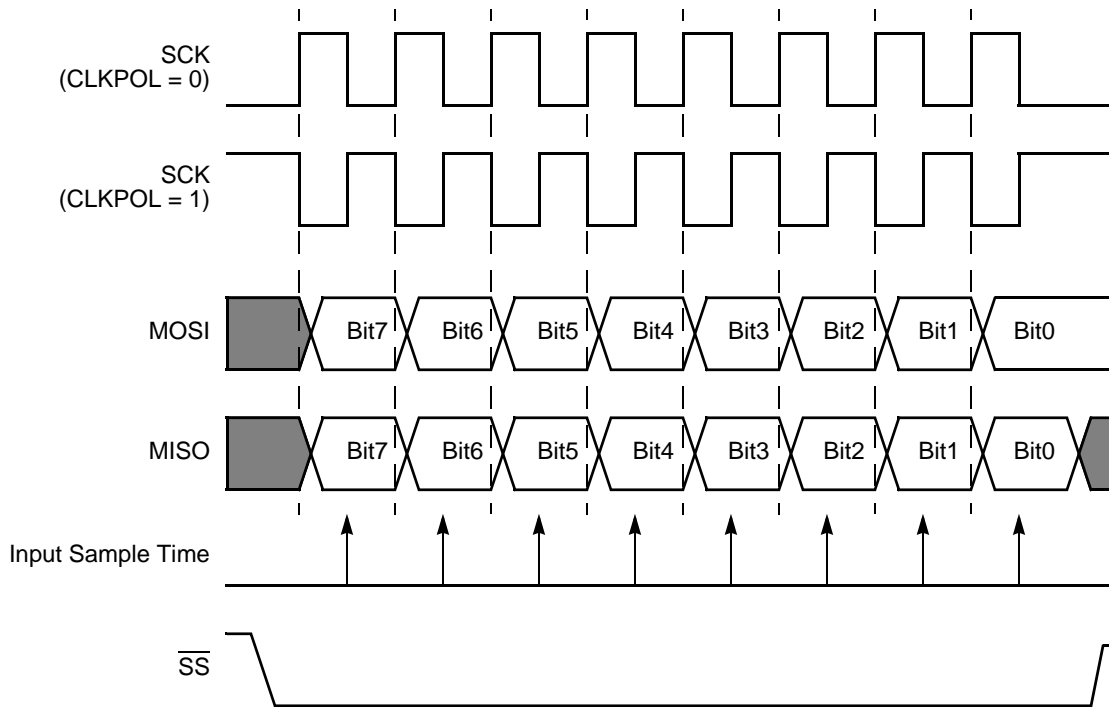 SCK
(CLKPOL = 0)
SCK
(CLKPOL = 1)
MOSI
Bit7
Bit6
Bit5
Bit4
Bit3
Bit2
Bit1
Bit0
MISO
Bit7
Bit6
Bit5
Bit4
Bit3
Bit2
Bit1
Bit0
Input Sample Time
S̅S̅